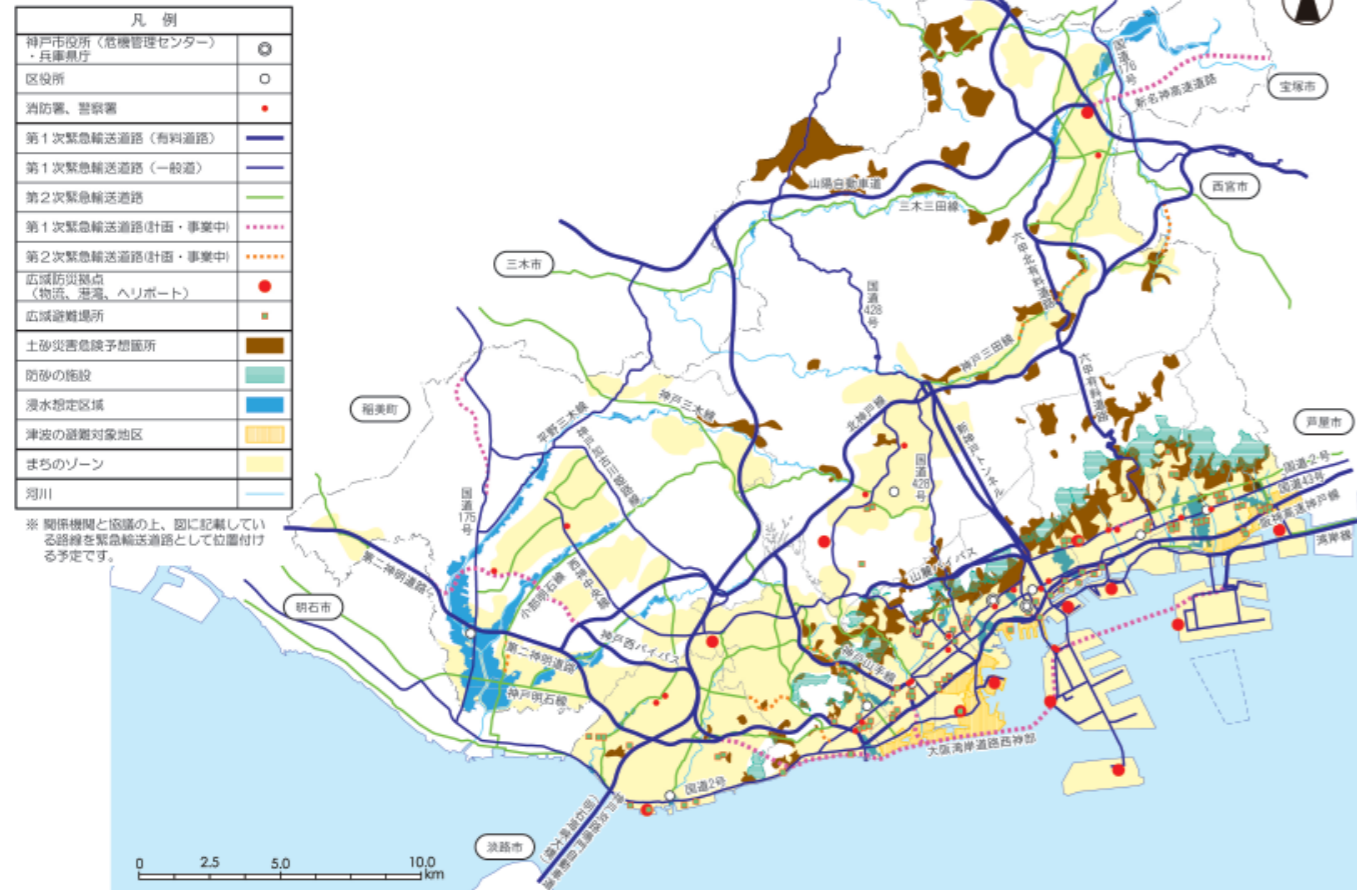 凡 例
神戸市役所（危機管理センター）
・兵庫県庁
区役所
消防署、警察署
第1次緊急輸送道路（有料道路）
第1次緊急輸送道路（一般道）
第2次緊急輸送道路
第1次緊急輸送道路(計画・事業中)
第2次緊急輸送道路(計画・事業中)
広域防災拠点
（物流、港湾、ヘリポート）
広域避難場所
土砂災害危険予想箇所
防砂の施設
浸水想定区域
津波の避難対象地区
まちのゾーン
河川
※ 関係機関と協議の上、図に記載してい
る路線を緊急輸送道路として位置付け
る予定です。
国道176号
新名神高速道路
宝塚市
西宮市
山陽自動車道
三木三田線
三木市
六甲北有料道路
国道428号
神戸三田線
六甲有料道路
稲美町
平野三木線
神戸三木線
北神戸線
新神戸トンネル
国道428号
芦屋市
国道2号
国道43号
阪神高速神戸線
湾岸線
国道175号
山麓バイパス
第二神明道路
明石市
小部明石線
神戸西バイパス
第二神明道路
神戸明石線
神戸山手線
大阪湾岸道路西伸部
国道2号
淡路市
0 2.5 5.0 10.0
km